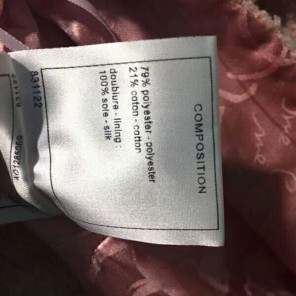 COMPOSITION
79% polyester - polyester
21% coton - cotton
doublure - lining :
100% soie - silk